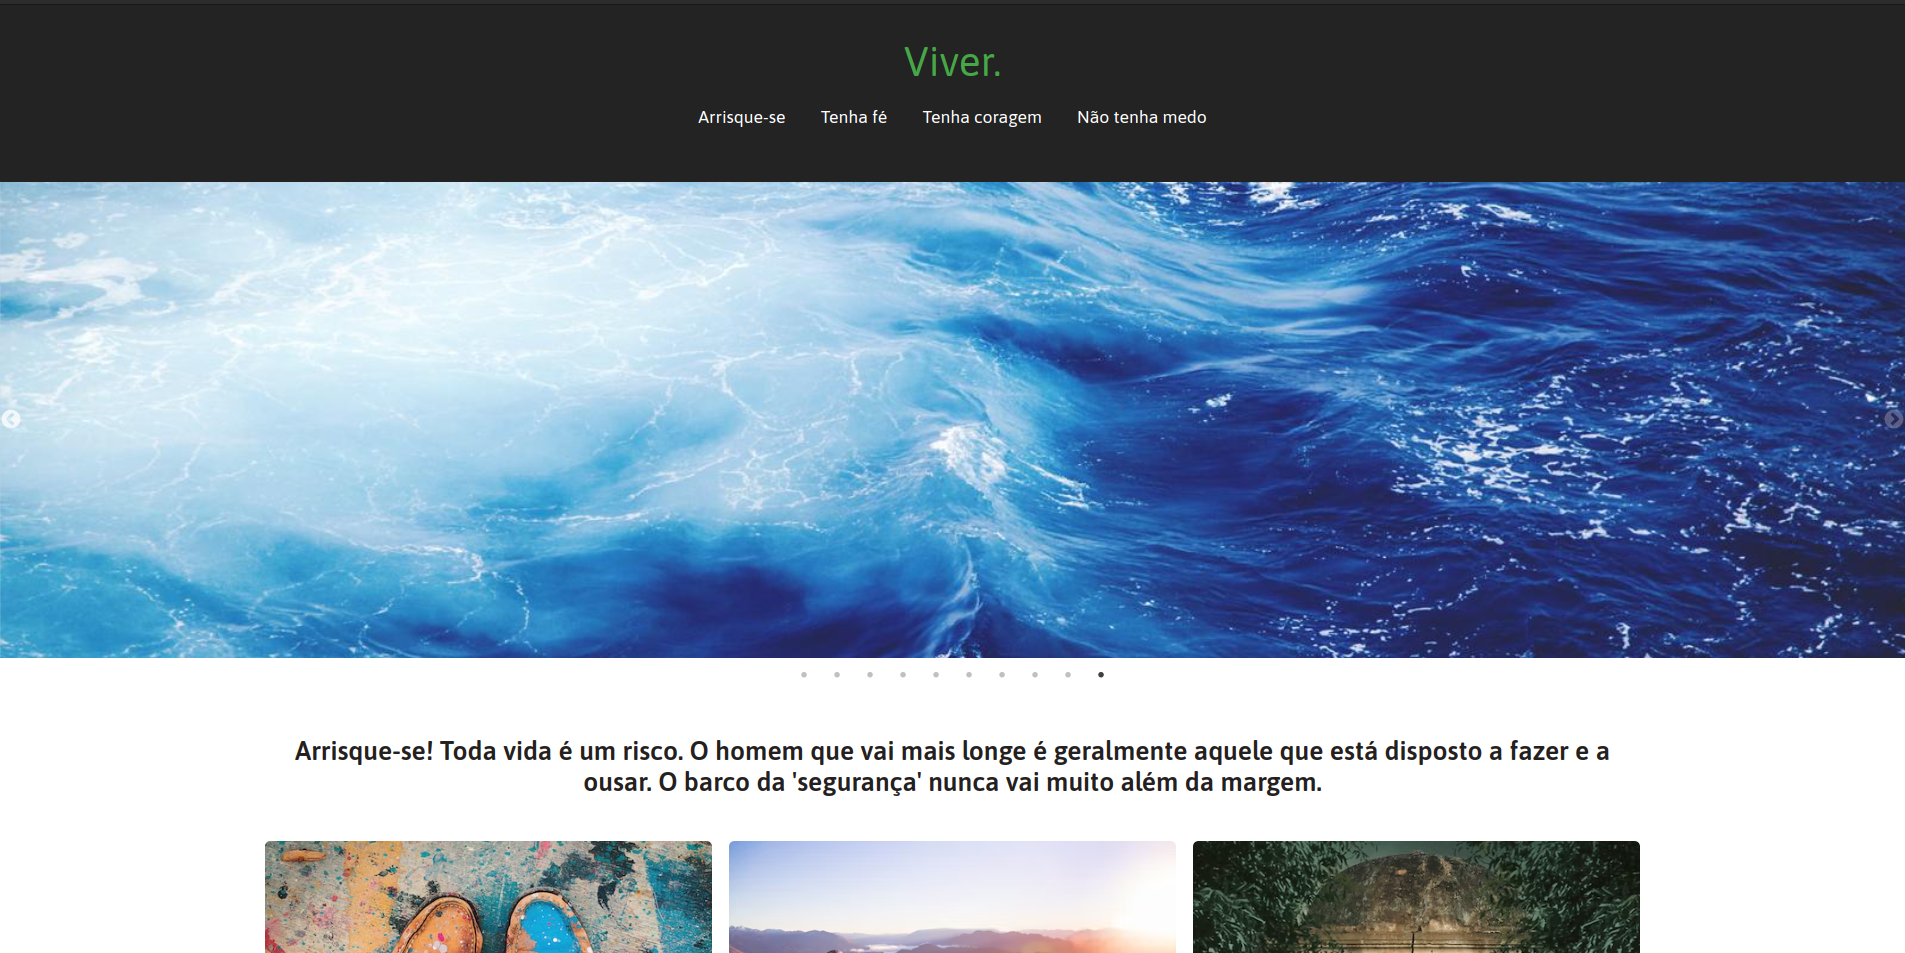 Viver.
Arrisque-se Tenha fé Tenha coragem Não tenha medo
Arrisque-se! Toda vida é um risco. O homem que vai mais longe é geralmente aquele que está disposto a fazer e a
ousar. O barco da 'segurança' nunca vai muito além da margem.